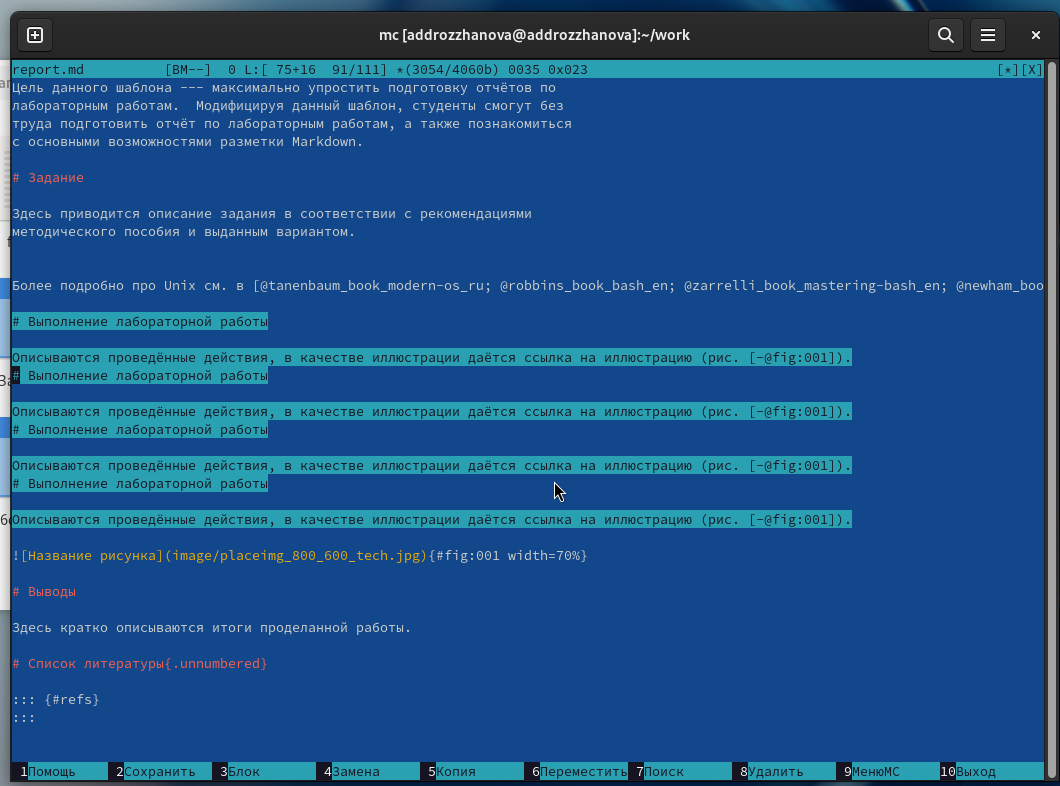 mc [addrozzhanova@addrozzhanova]:~/work
report.md          [BM--]  0 L:[ 75+16  91/111] *(3054/4060b) 0035 0x023 [*][X]
Цель данного шаблона --- максимально упростить подготовку отчётов по
лабораторным работам.  Модифицируя данный шаблон, студенты смогут без
труда подготовить отчёт по лабораторным работам, а также познакомиться
с основными возможностями разметки Markdown.
# Задание
Здесь приводится описание задания в соответствии с рекомендациями
методического пособия и выданным вариантом.
Более подробно про Unix см. в [@tanenbaum_book_modern-os_ru; @robbins_book_bash_en; @zarrelli_book_mastering-bash_en; @newham_boo
# Выполнение лабораторной работы
Описываются проведённые действия, в качестве иллюстрации даётся ссылка на иллюстрацию (рис. [-@fig:001]).
# Выполнение лабораторной работы
Описываются проведённые действия, в качестве иллюстрации даётся ссылка на иллюстрацию (рис. [-@fig:001]).
# Выполнение лабораторной работы
Описываются проведённые действия, в качестве иллюстрации даётся ссылка на иллюстрацию (рис. [-@fig:001]).
# Выполнение лабораторной работы
Описываются проведённые действия, в качестве иллюстрации даётся ссылка на иллюстрацию (рис. [-@fig:001]).
![Название рисунка](image/placeimg_800_600_tech.jpg){#fig:001 width=70%}
# Выводы
Здесь кратко описываются итоги проделанной работы.
# Список литературы{.unnumbered}
::: {#refs}
:::
1Помощь 2Сохранить 3Блок 4Замена 5Копия 6Переместить 7Поиск 8Удалить 9МенюMC 10Выход